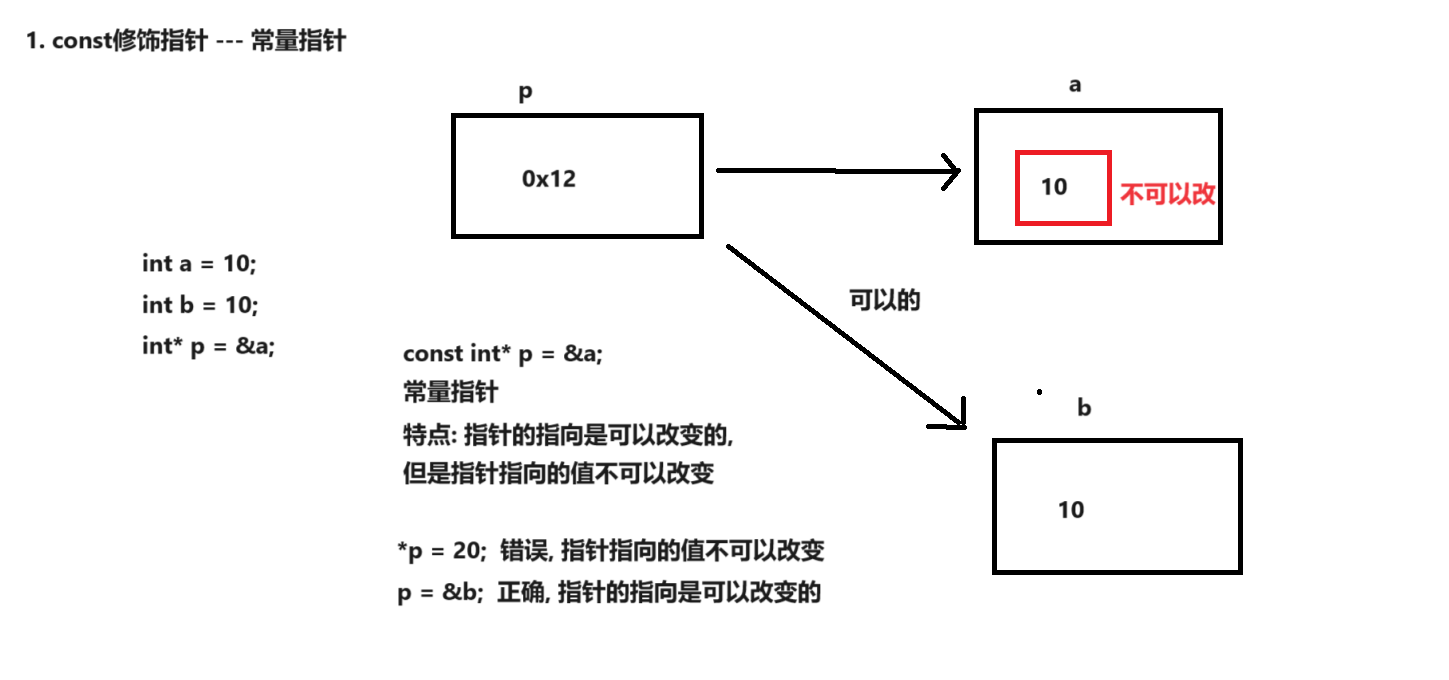 1. const修饰指针 --- 常量指针
p
a
0x12
10
不可以改
int a = 10;
int b = 10;
int* p = &a;
可以的
const int* p = &a;
常量指针
特点: 指针的指向是可以改变的,
但是指针指向的值不可以改变
b
10
*p = 20; 错误, 指针指向的值不可以改变
p = &b; 正确, 指针的指向是可以改变的